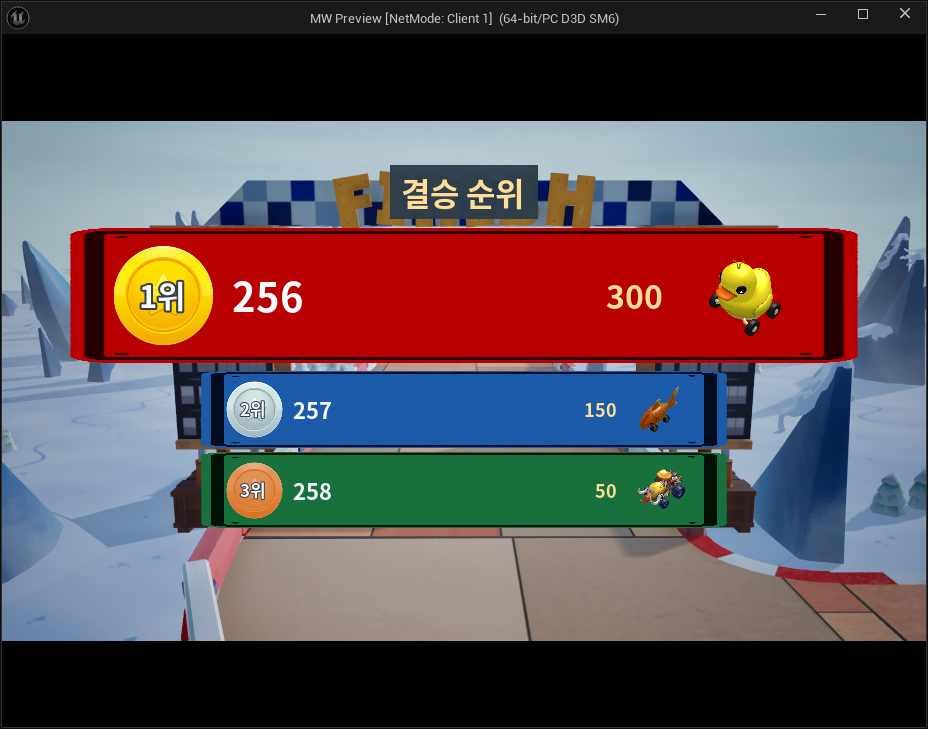 MW Preview [NetMode: Client 1] (64-bit/PC D3D SM6)
결승 순위
1위 256 300
2위 257 150
3위 258 50